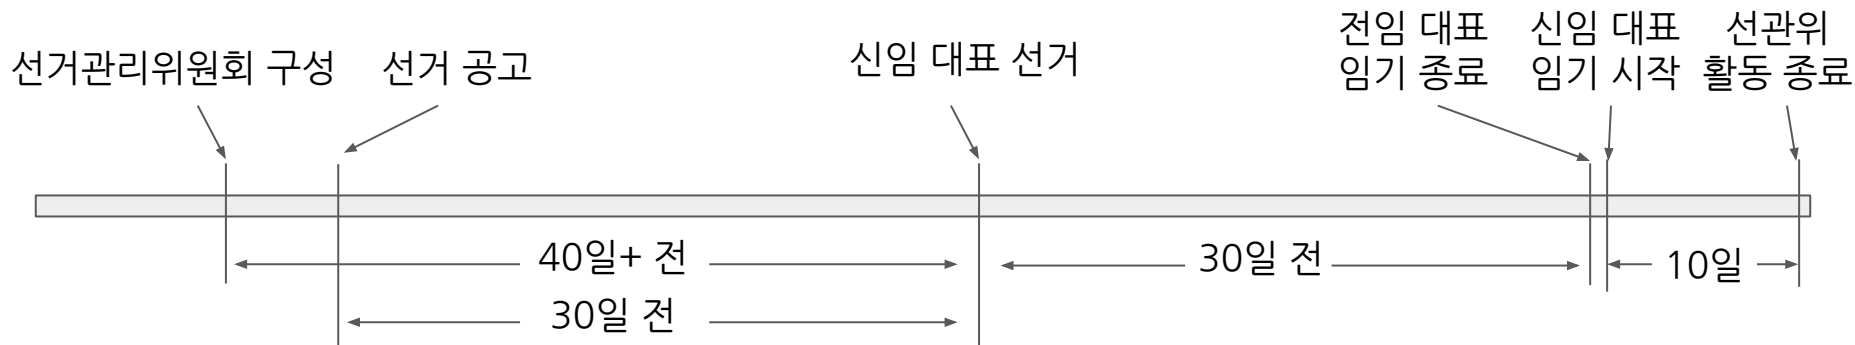 선거관리위원회 구성
선거 공고
신임 대표 선거
전임 대표
임기 종료
신임 대표
임기 시작
선관위
활동 종료
40일+ 전
30일 전
30일 전
10일